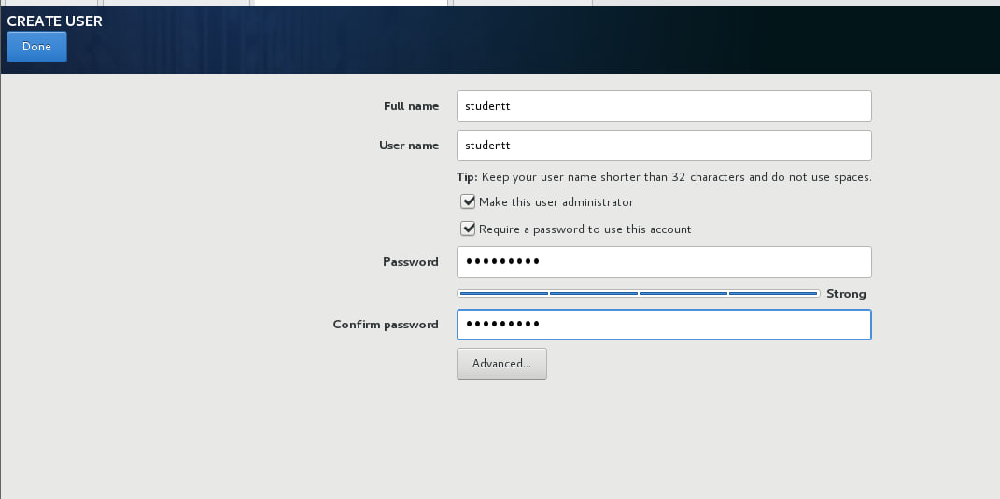 CREATE USER
Done
Full name studentt
User name studentt
Tip: Keep your user name shorter than 32 characters and do not use spaces.
Make this user administrator
Require a password to use this account
Password •••••••••
Strong
Confirm password •••••••••
Advanced...